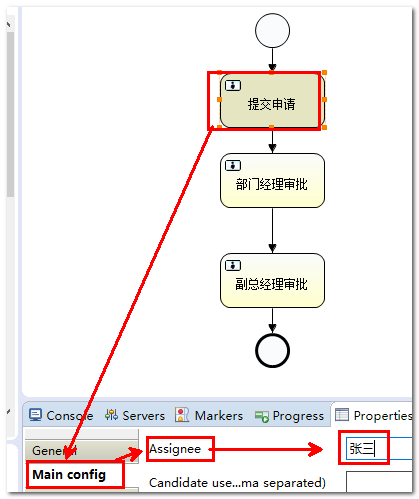 提交申请
部门经理审批
副总经理审批
Console Servers Markers Progress Properties
General
Main config
Assignee
张三
Candidate use...ma separated)